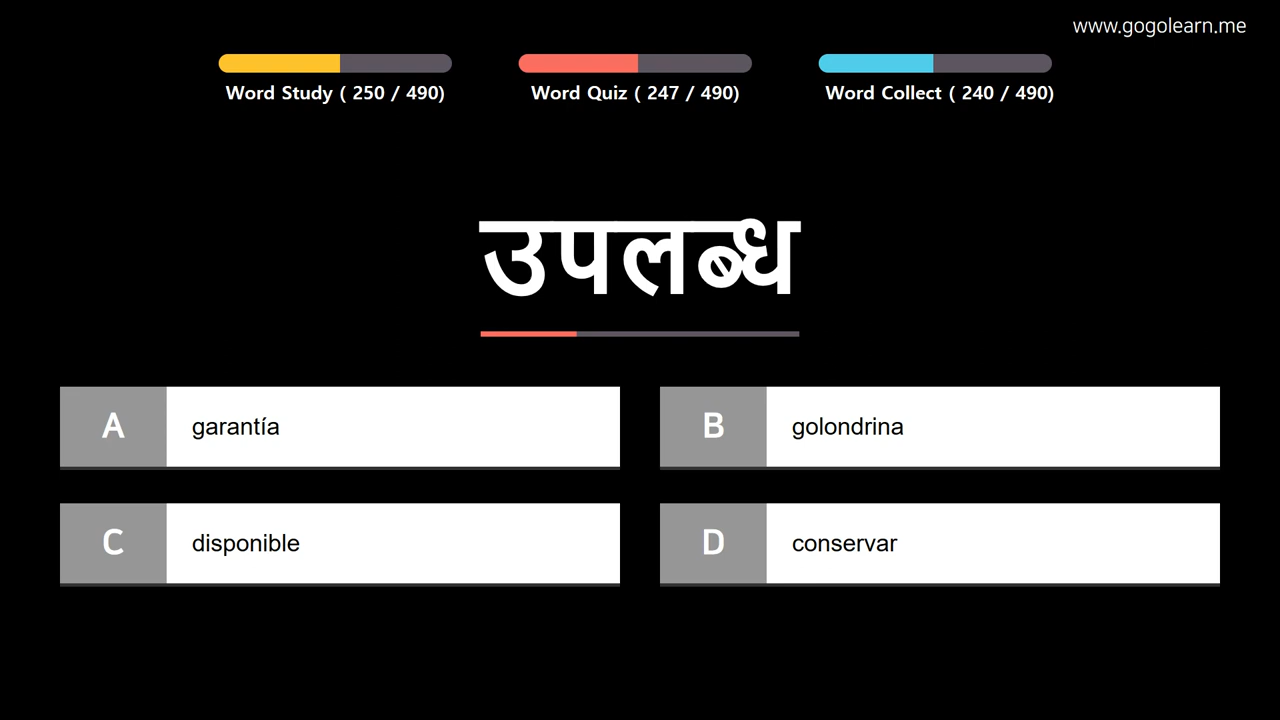 www.gogolearn.me
Word Study ( 250 / 490)
Word Quiz ( 247 / 490)
Word Collect ( 240 / 490)
उपलब्ध
A garantía
B golondrina
C disponible
D conservar